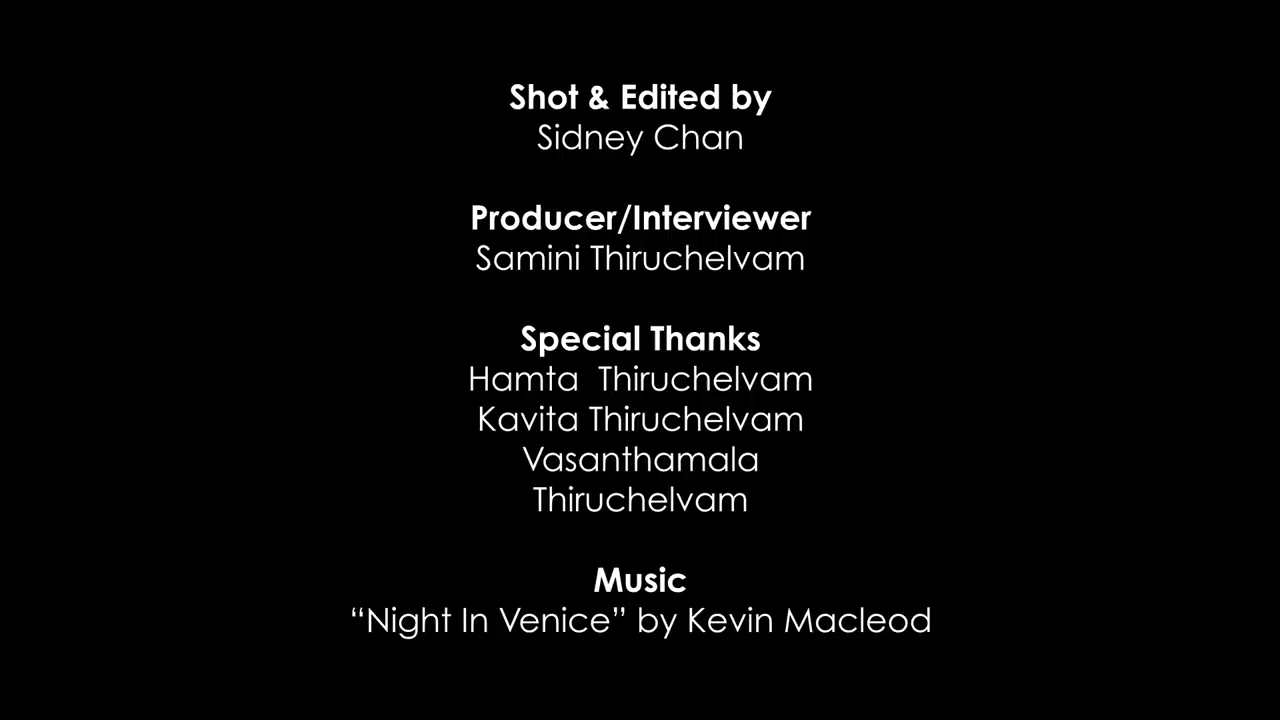 Shot & Edited by
Sidney Chan
Producer/Interviewer
Samini Thiruchelvam
Special Thanks
Hamta  Thiruchelvam
Kavita Thiruchelvam
Vasanthamala
Thiruchelvam
Music
“Night In Venice” by Kevin Macleod